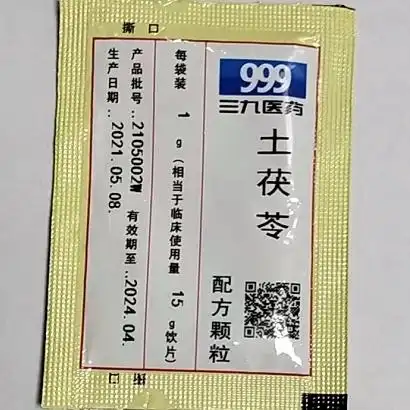 撕 口
999
三九医药
土茯苓
配方颗粒
每袋装 1 g（相当于临床使用量 15 g饮片）
产品批号..2105002W 有效期至..2024.04.
生产日期..2021.05.08.